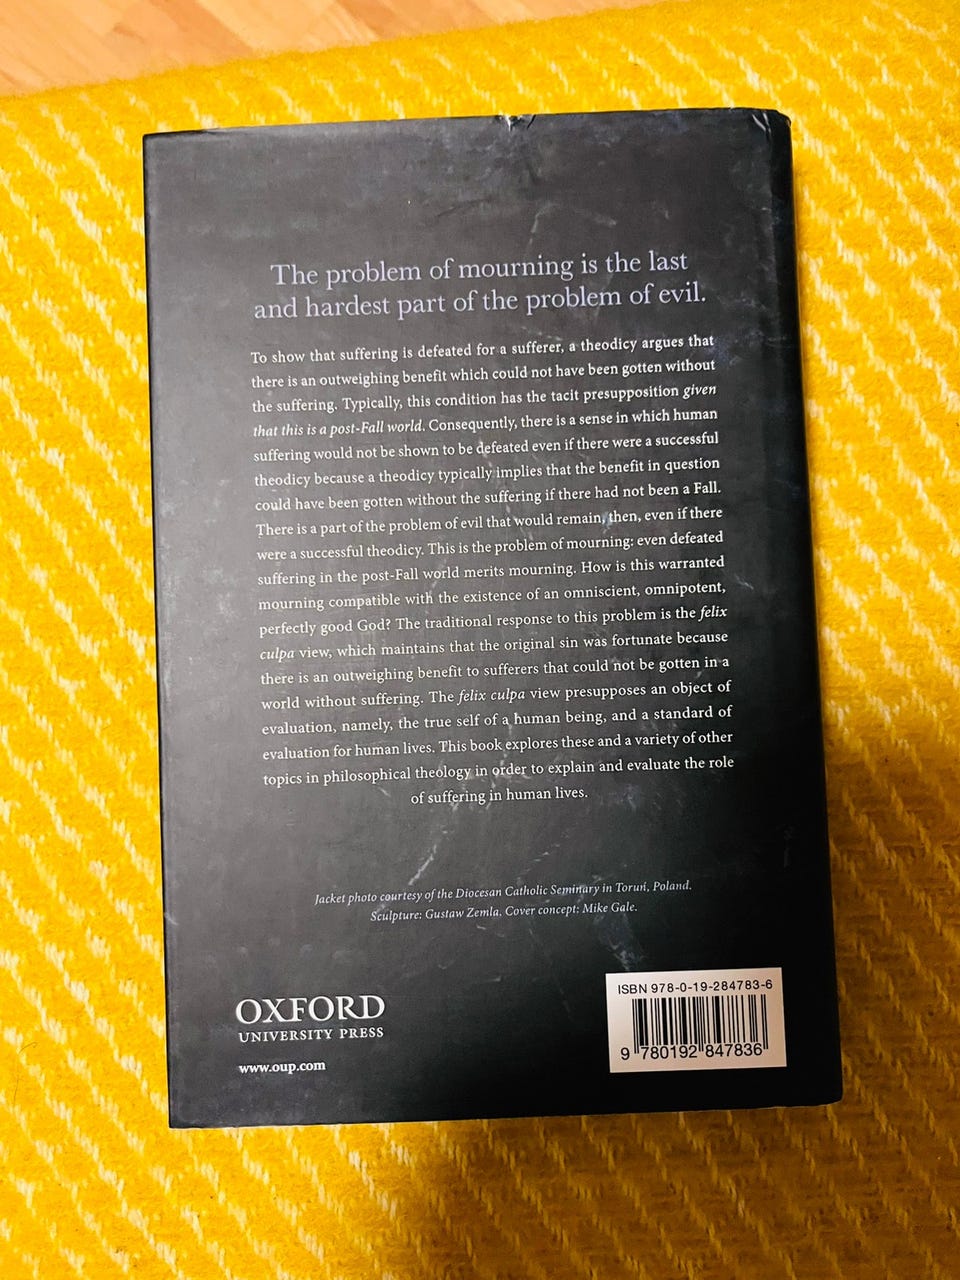 The problem of mourning is the last
and hardest part of the problem of evil.
To show that suffering is defeated for a sufferer, a theodicy argues that
there is an outweighing benefit which could not have been gotten without
the suffering. Typically, this condition has the tacit presupposition given
that this is a post-Fall world. Consequently, there is a sense in which human
suffering would not be shown to be defeated even if there were a successful
theodicy because a theodicy typically implies that the benefit in question
could have been gotten without the suffering if there had not been a Fall.
There is a part of the problem of evil that would remain, then, even if there
were a successful theodicy. This is the problem of mourning: even defeated
suffering in the post-Fall world merits mourning. How is this warranted
mourning compatible with the existence of an omniscient, omnipotent,
perfectly good God? The traditional response to this problem is the felix
culpa view, which maintains that the original sin was fortunate because
there is an outweighing benefit to sufferers that could not be gotten in a
world without suffering. The felix culpa view presupposes an object of
evaluation, namely, the true self of a human being, and a standard of
evaluation for human lives. This book explores these and a variety of other
topics in philosophical theology in order to explain and evaluate the role
of suffering in human lives.
Jacket photo courtesy of the Diocesan Catholic Seminary in Toruń, Poland.
Sculpture: Gustaw Zemla, Cover concept: Mike Gale.
OXFORD
UNIVERSITY PRESS
www.oup.com
ISBN 978-0-19-284783-6
9 780192 847836